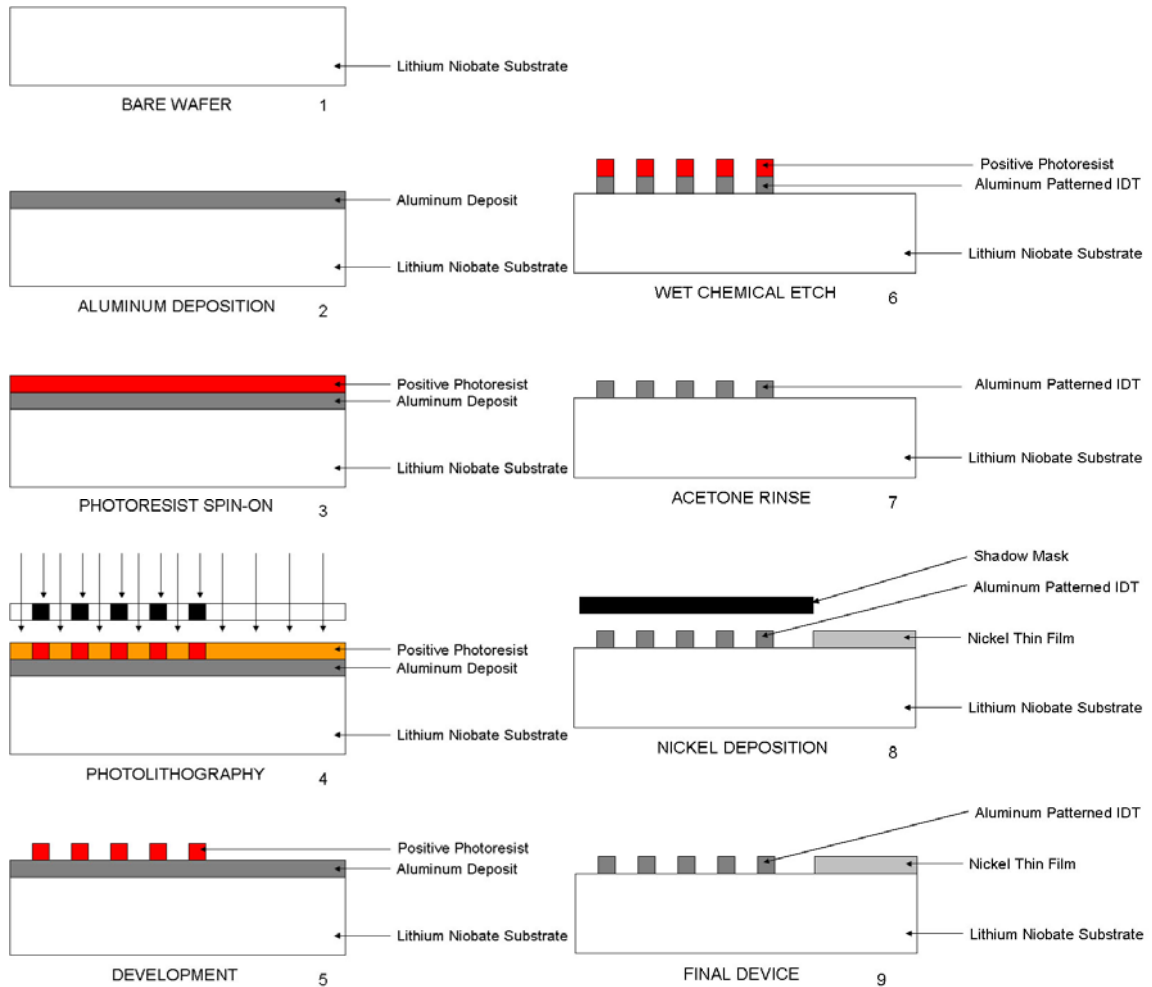 Lithium Niobate Substrate
BARE WAFER 1
Aluminum Deposit
Lithium Niobate Substrate
ALUMINUM DEPOSITION 2
Positive Photoresist
Aluminum Deposit
Lithium Niobate Substrate
PHOTORESIST SPIN-ON 3
Positive Photoresist
Aluminum Deposit
Lithium Niobate Substrate
PHOTOLITHOGRAPHY 4
Positive Photoresist
Aluminum Deposit
Lithium Niobate Substrate
DEVELOPMENT 5
Positive Photoresist
Aluminum Patterned IDT
Lithium Niobate Substrate
WET CHEMICAL ETCH 6
Aluminum Patterned IDT
Lithium Niobate Substrate
ACETONE RINSE 7
Shadow Mask
Aluminum Patterned IDT
Nickel Thin Film
Lithium Niobate Substrate
NICKEL DEPOSITION 8
Aluminum Patterned IDT
Nickel Thin Film
Lithium Niobate Substrate
FINAL DEVICE 9